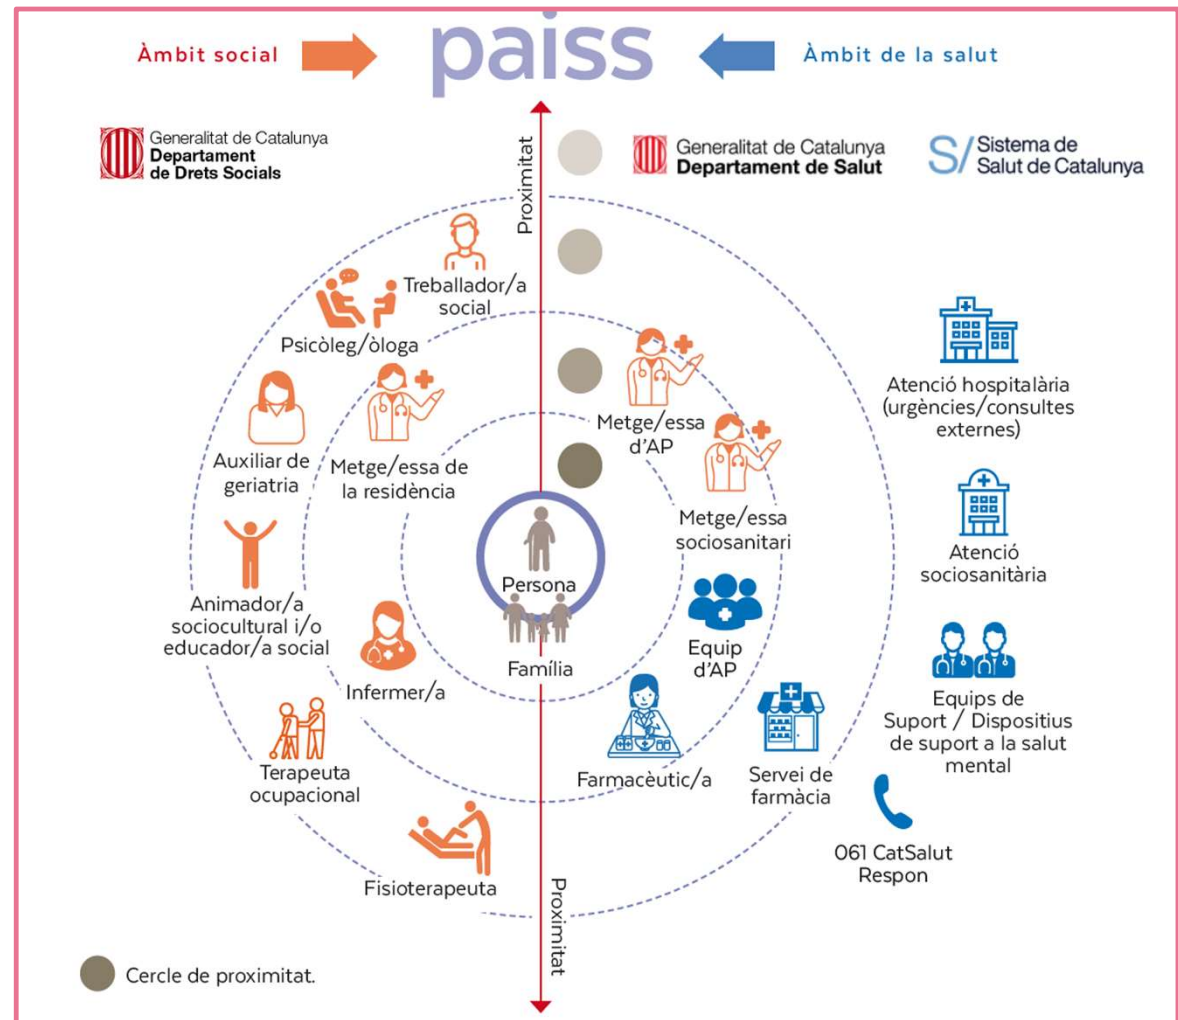 Àmbit social
paiss
Àmbit de la salut
Generalitat de Catalunya
Departament
de Drets Socials
Proximitat
Generalitat de Catalunya
Departament de Salut
S/
Sistema de
Salut de Catalunya
Treballador/a
social
Psicòleg/òloga
Auxiliar de
geriatria
Metge/essa de
la residència
Metge/essa
d'AP
Metge/essa
sociosanitari
Atenció hospitalària
(urgències/consultes
externes)
Atenció
sociosanitària
Persona
Família
Animador/a
sociocultural i/o
educador/a social
Infermer/a
Equip
d'AP
Equips de
Suport / Dispositius
de suport a la salut
mental
Terapeuta
ocupacional
Farmacèutic/a
Servei de
farmàcia
061 CatSalut
Respon
Fisioterapeuta
Proximitat
Cercle de proximitat.